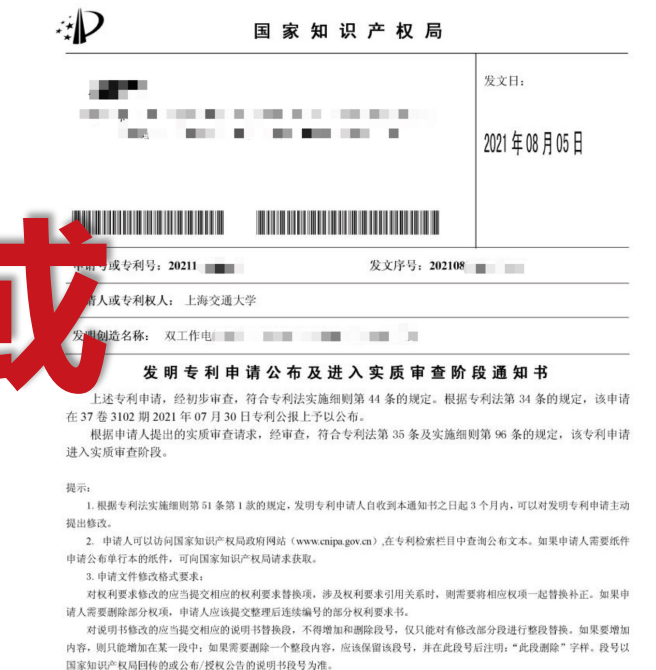 国家知识产权局
发文日：
2021年08月05日
或
申请号或专利号：20211
发文序号：202108
请人或专利权人： 上海交通大学
发明创造名称： 双工作电
发明专利申请公布及进入实质审查阶段通知书
上述专利申请，经初步审查，符合专利法实施细则第 44 条的规定。根据专利法第 34 条的规定，该申请
在 37 卷 3102 期 2021 年 07 月 30 日专利公报上予以公布。
根据申请人提出的实质审查请求，经审查，符合专利法第 35 条及实施细则第 96 条的规定，该专利申请
进入实质审查阶段。
提示：
1. 根据专利法实施细则第 51 条第 1 款的规定，发明专利申请人自收到本通知书之日起 3 个月内，可以对发明专利申请主动
提出修改。
2. 申请人可以访问国家知识产权局政府网站（www.cnipa.gov.cn）,在专利检索栏目中查询公布文本。如果申请人需要纸件
申请公布单行本的纸件，可向国家知识产权局请求获取。
3. 申请文件修改格式要求：
对权利要求修改的应当提交相应的权利要求替换项，涉及权利要求引用关系时，则需要将相应权项一起替换补正。如果申
请人需要删除部分权项，申请人应该提交整理后连续编号的部分权利要求书。
对说明书修改的应当提交相应的说明书替换段，不得增加和删除段号，仅只能对有修改部分段进行整段替换。如果要增加
内容，则只能增加在某一段中；如果需要删除一个整段内容，应该保留该段号，并在此段号后注明：“此段删除”字样。段号以
国家知识产权局回传的或公布/授权公告的说明书段号为准。